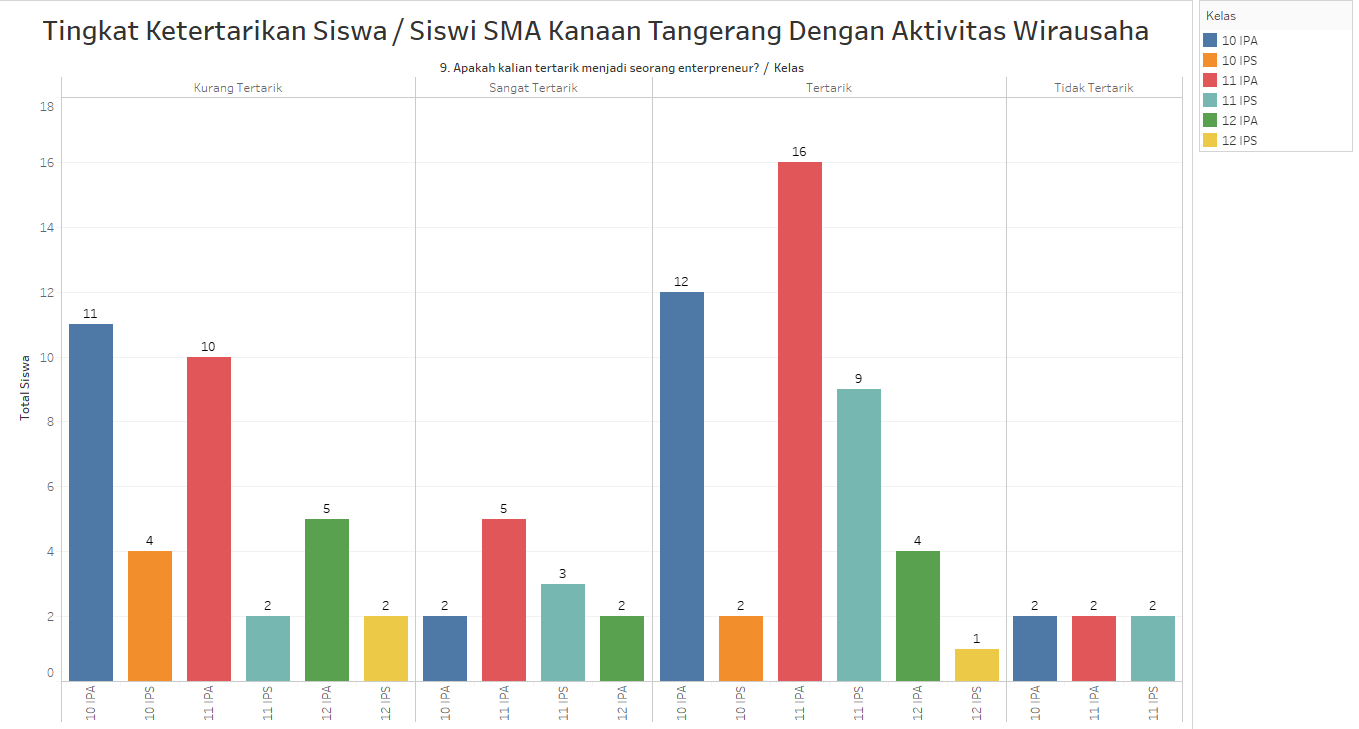 Tingkat Ketertarikan Siswa / Siswi SMA Kanaan Tangerang Dengan Aktivitas Wirausaha
9. Apakah kalian tertarik menjadi seorang enterpreneur? / Kelas
Kurang Tertarik Sangat Tertarik Tertarik Tidak Tertarik
Total Siswa
18
16
14
12
10
8
6
4
2
0
11 4 10 2 5 2
2 5 3 2
12 2 16 9 4 1
2 2 2
10 IPA 10 IPS 11 IPA 11 IPS 12 IPA 12 IPS
10 IPA 11 IPA 11 IPS 12 IPA
10 IPA 10 IPS 11 IPA 11 IPS 12 IPA 12 IPS
10 IPA 11 IPA 11 IPS
Kelas
10 IPA
10 IPS
11 IPA
11 IPS
12 IPA
12 IPS